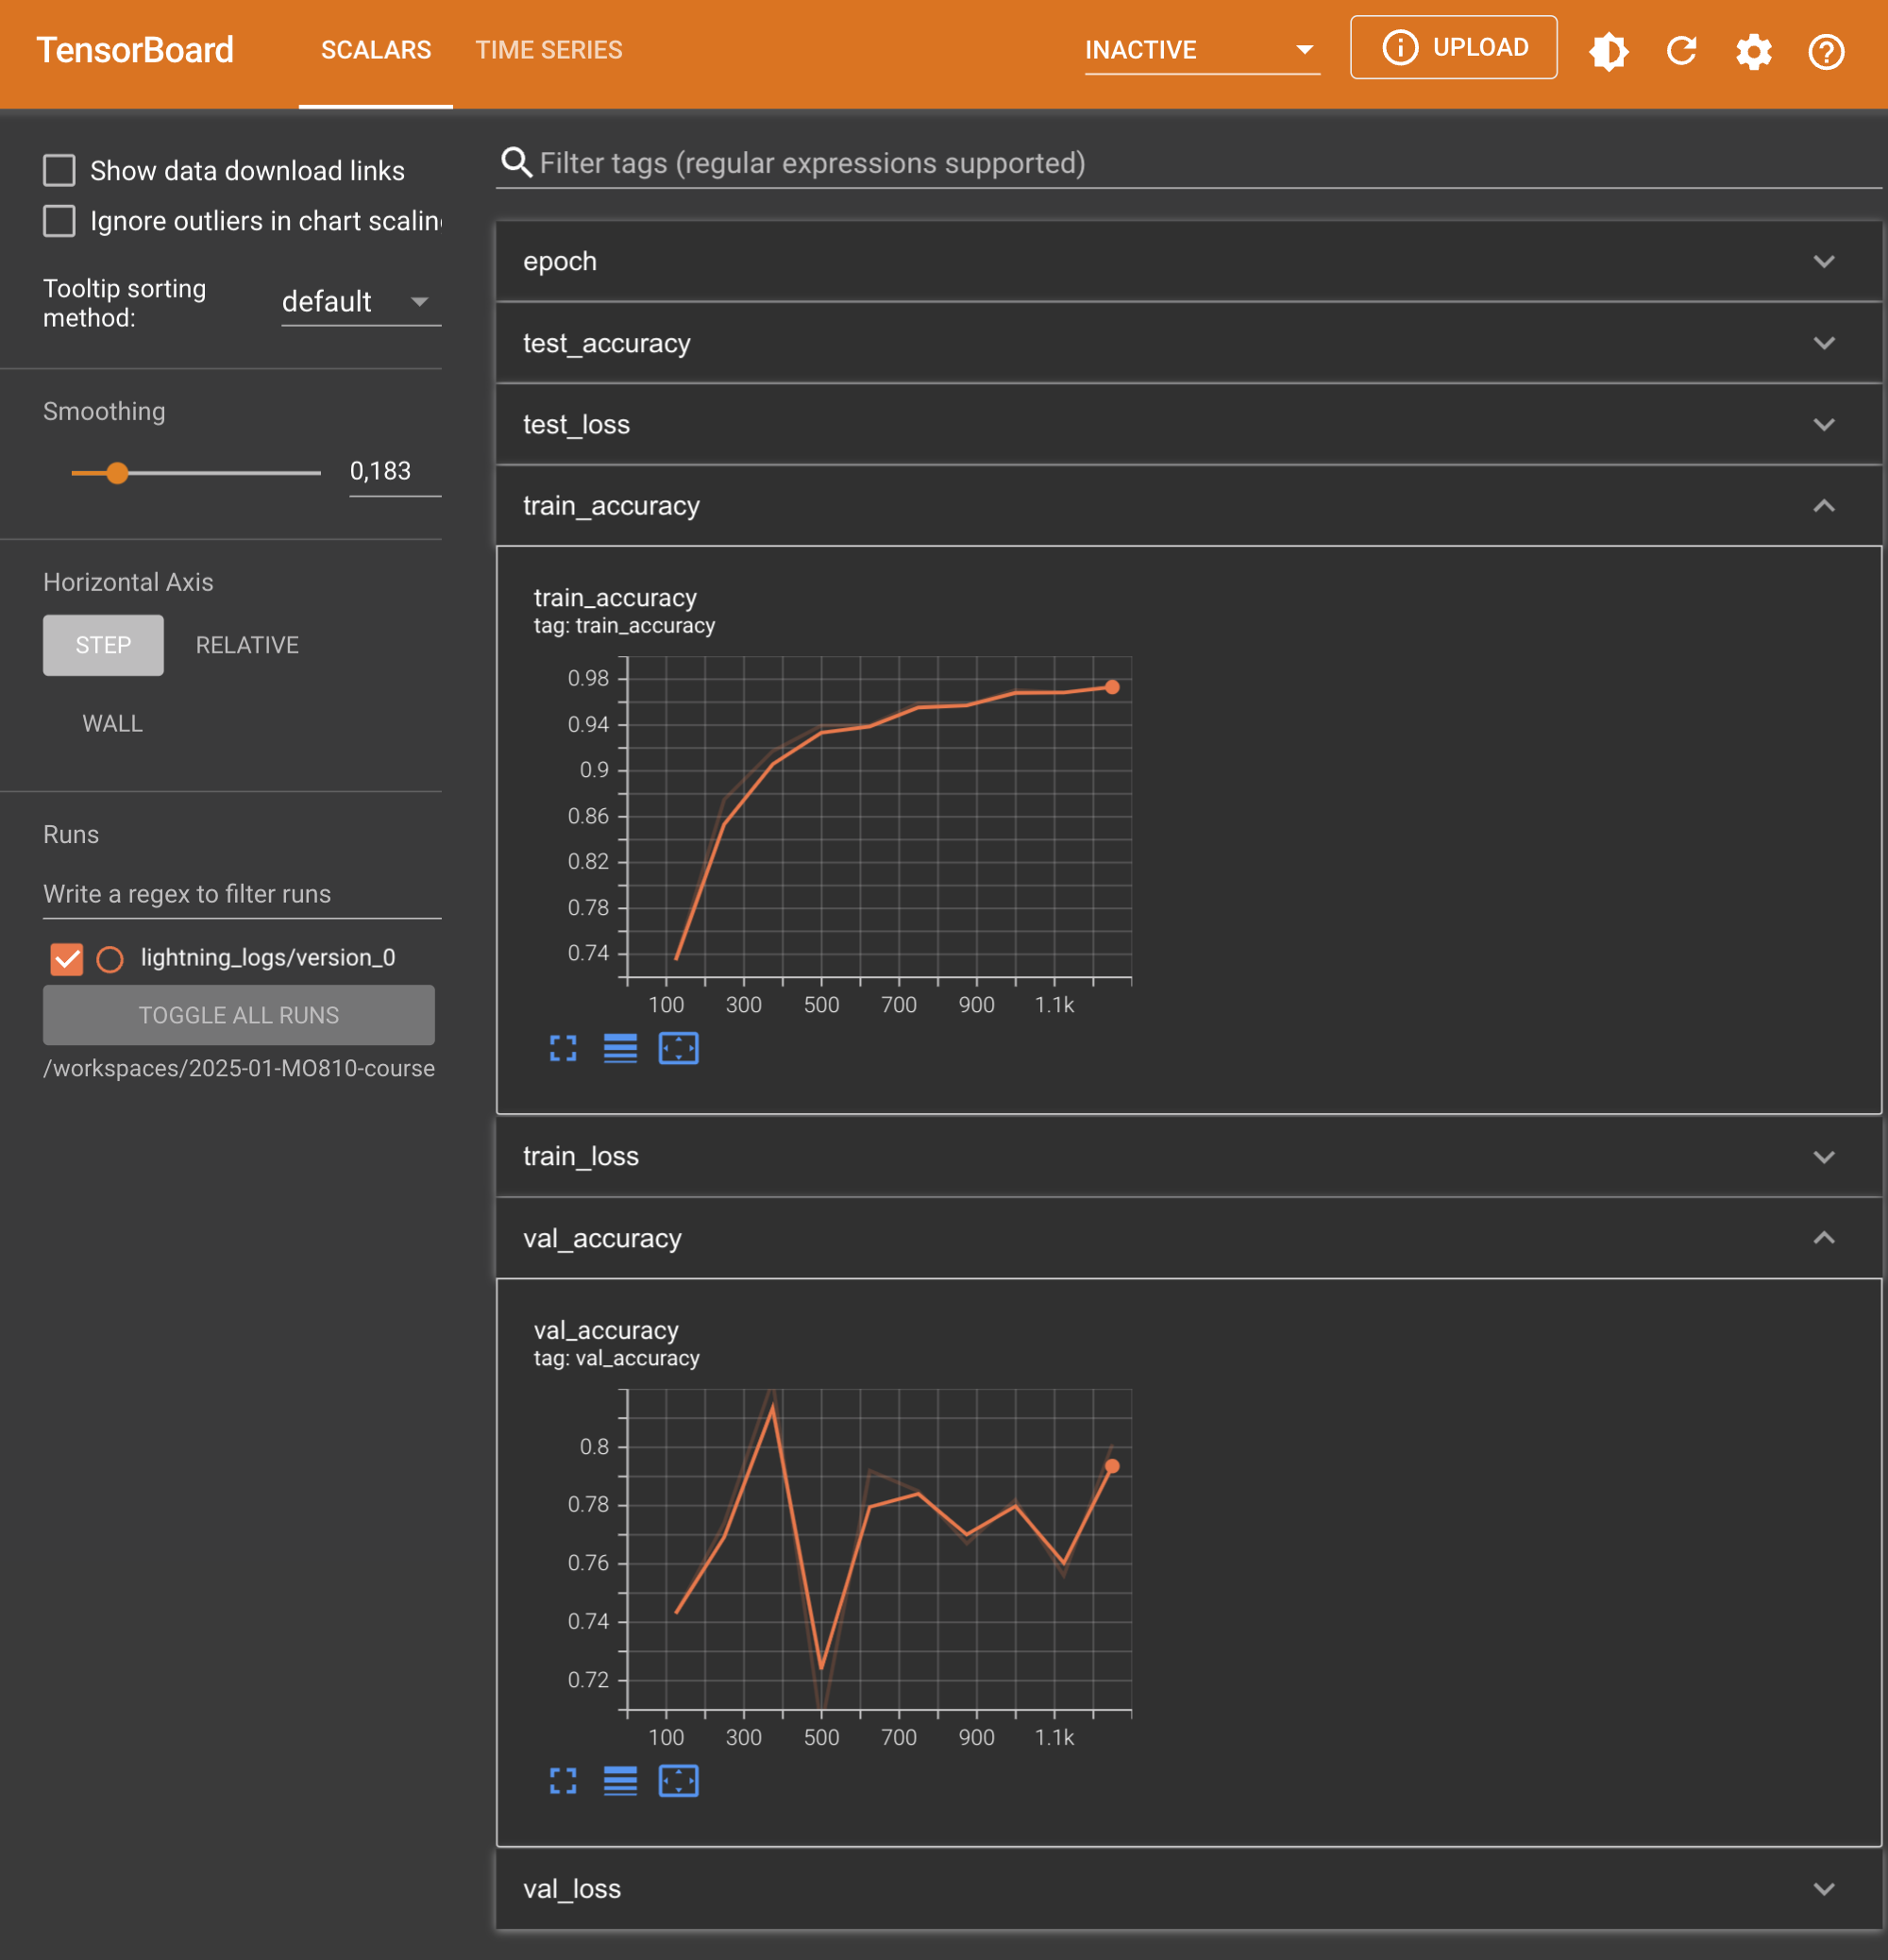 TensorBoard
SCALARS
TIME SERIES
INACTIVE
UPLOAD
Show data download links
Ignore outliers in chart scalin
Tooltip sorting
method:
default
Smoothing
0,183
Horizontal Axis
STEP
RELATIVE
WALL
Runs
Write a regex to filter runs
lightning_logs/version_0
TOGGLE ALL RUNS
/workspaces/2025-01-MO810-course
Filter tags (regular expressions supported)
epoch
test_accuracy
test_loss
train_accuracy
train_accuracy
tag: train_accuracy
0.98
0.94
0.9
0.86
0.82
0.78
0.74
100 300 500 700 900 1.1k
train_loss
val_accuracy
val_accuracy
tag: val_accuracy
0.8
0.78
0.76
0.74
0.72
100 300 500 700 900 1.1k
val_loss